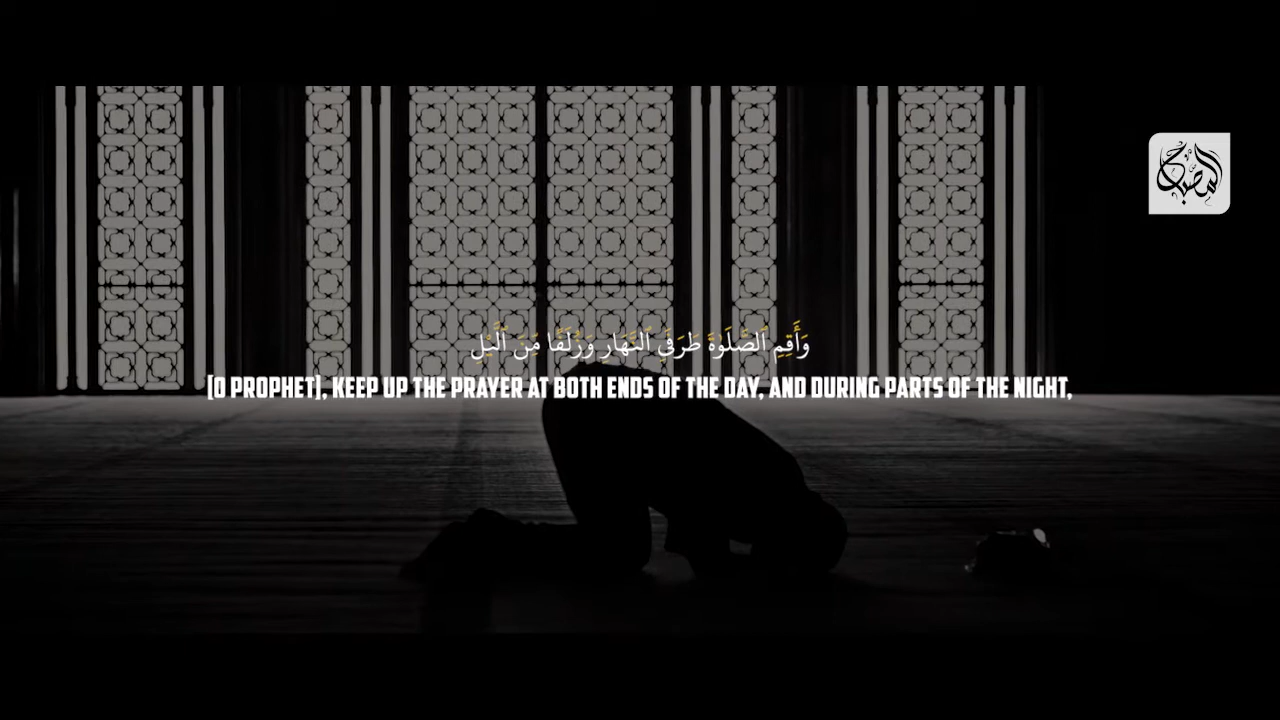 المصباح
وَأَقِمِ ٱلصَّلَوٰةَ طَرَفَىِ ٱلنَّهَارِ وَزُلَفًا مِّنَ ٱلَّيْلِ
[O PROPHET], KEEP UP THE PRAYER AT BOTH ENDS OF THE DAY, AND DURING PARTS OF THE NIGHT,